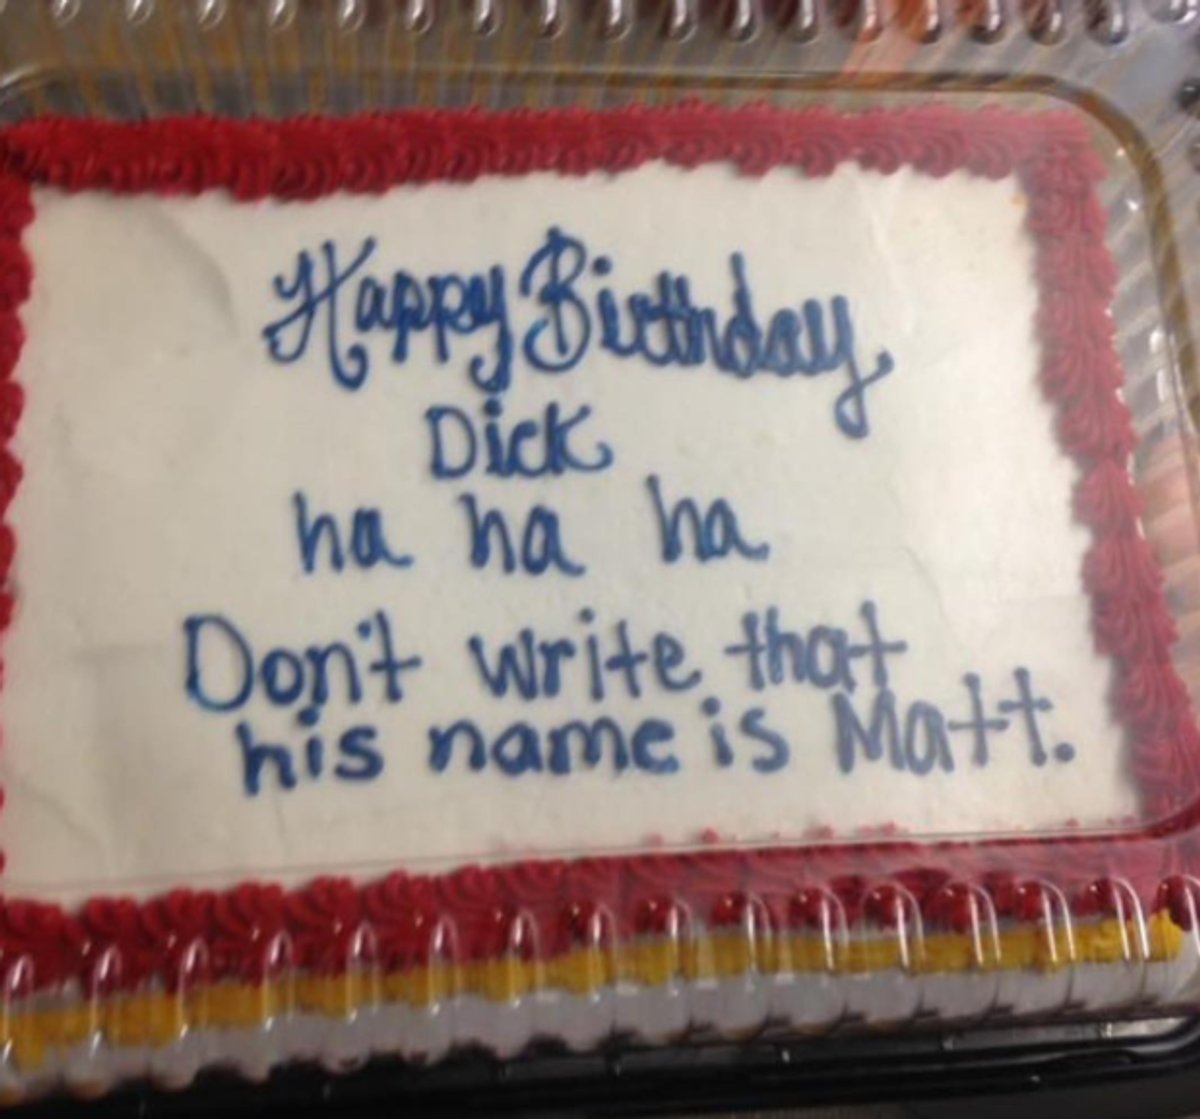 Happy Birthday
Dick
ha ha ha
Don't write that
his name is Matt.